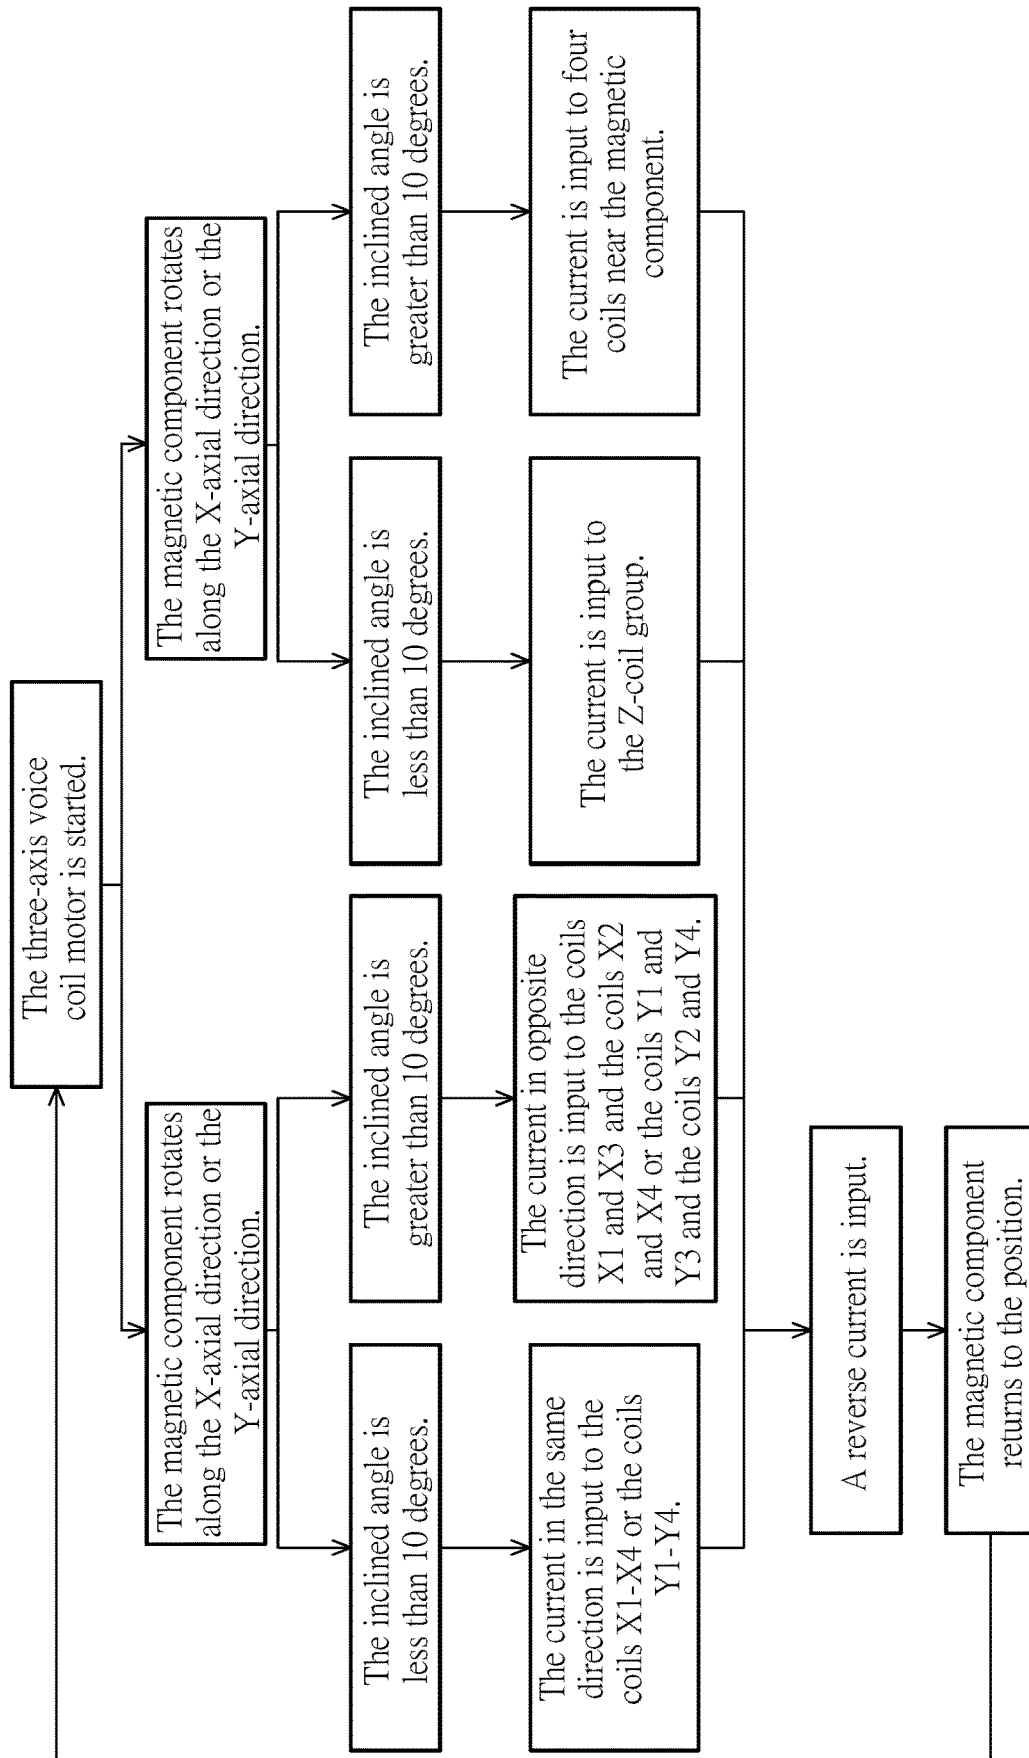 The three-axis voice
coil motor is started.
The magnetic component rotates
along the X-axial direction or the
Y-axial direction.
The magnetic component rotates
along the X-axial direction or the
Y-axial direction.
The inclined angle is
less than 10 degrees.
The inclined angle is
greater than 10 degrees.
The inclined angle is
less than 10 degrees.
The inclined angle is
greater than 10 degrees.
The current in the same
direction is input to the
coils X1-X4 or the coils
Y1-Y4.
The current in opposite
direction is input to the coils
X1 and X3 and the coils X2
and X4 or the coils Y1 and
Y3 and the coils Y2 and Y4.
The current is input to
the Z-coil group.
The current is input to four
coils near the magnetic
component.
A reverse current is input.
The magnetic component
returns to the position.